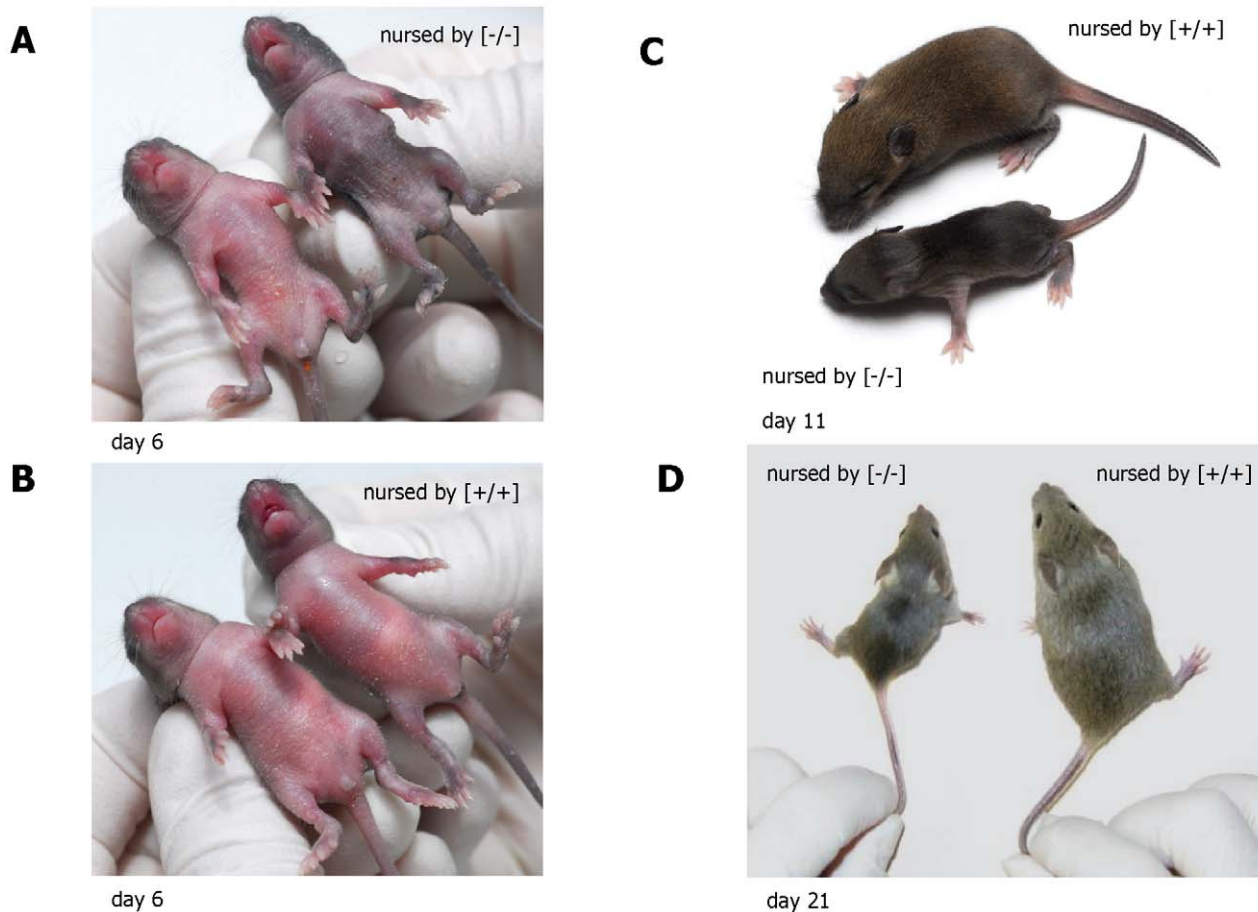 A
nursed by [-/-]
day 6
B
nursed by [+/+]
day 6
C
nursed by [+/+]
nursed by [-/-]
day 11
D
nursed by [-/-]
nursed by [+/+]
day 21